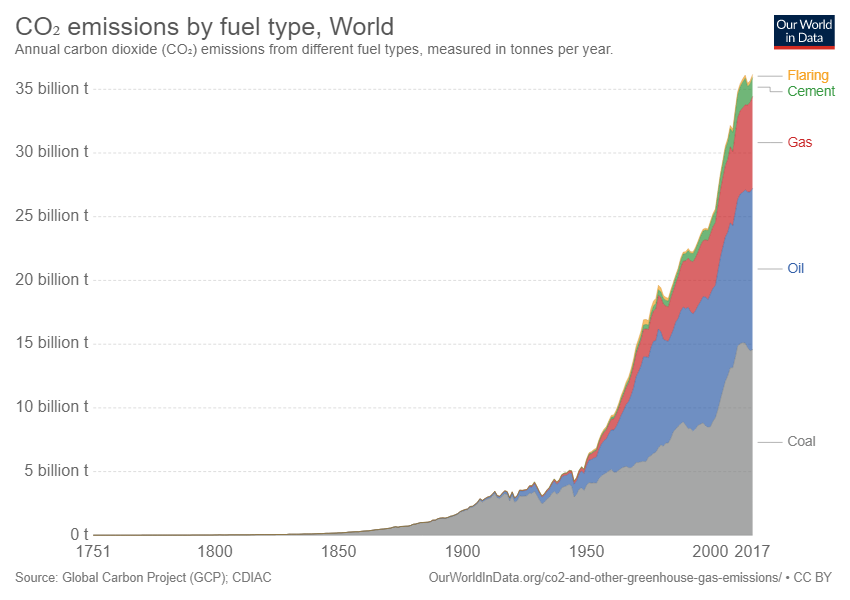 CO₂ emissions by fuel type, World
Annual carbon dioxide (CO₂) emissions from different fuel types, measured in tonnes per year.
Our World
in Data
35 billion t
30 billion t
25 billion t
20 billion t
15 billion t
10 billion t
5 billion t
0 t
1751
1800
1850
1900
1950
2000
2017
Flaring
Cement
Gas
Oil
Coal
Source: Global Carbon Project (GCP); CDIAC
OurWorldInData.org/co2-and-other-greenhouse-gas-emissions/ • CC BY